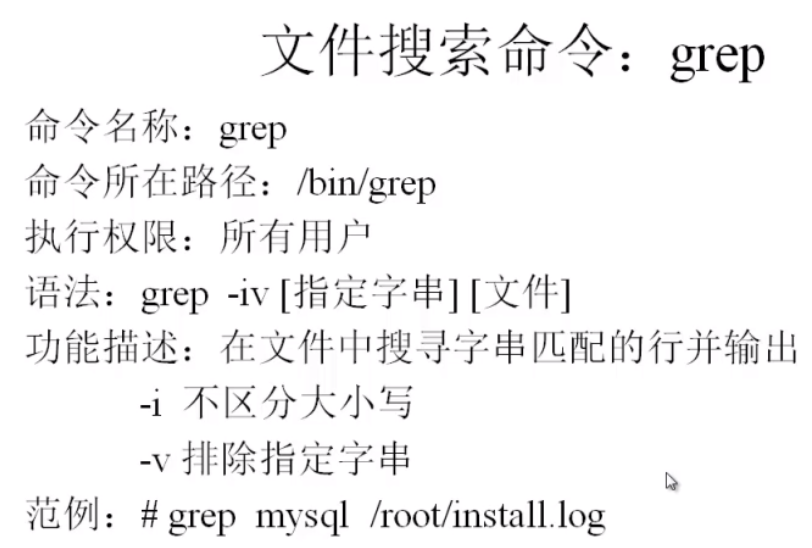 文件搜索命令：grep
命令名称：grep
命令所在路径：/bin/grep
执行权限：所有用户
语法：grep -iv [指定字串] [文件]
功能描述：在文件中搜寻字串匹配的行并输出
-i 不区分大小写
-v 排除指定字串
范例：# grep mysql /root/install.log